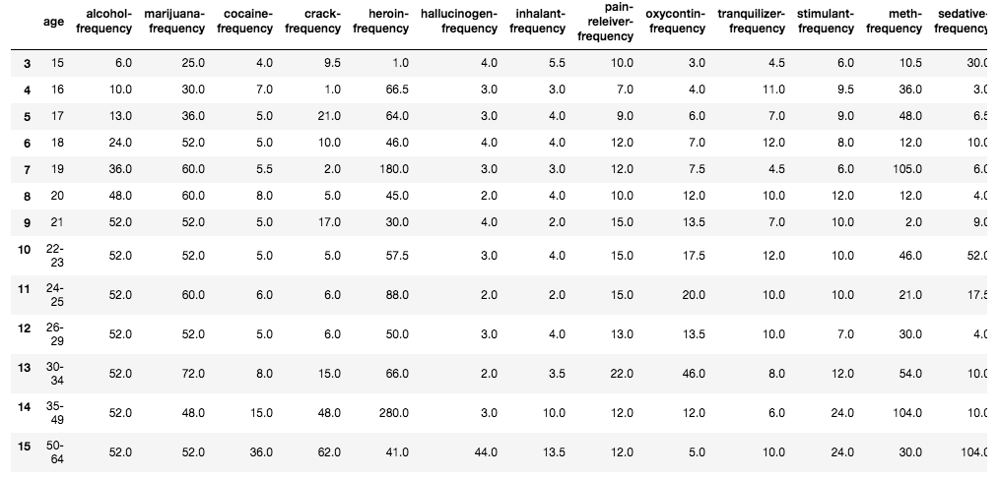 age alcohol-frequency marijuana-frequency cocaine-frequency crack-frequency heroin-frequency hallucinogen-frequency inhalant-frequency pain-releiver-frequency oxycontin-frequency tranquilizer-frequency stimulant-frequency meth-frequency sedative-frequency
3 15 6.0 25.0 4.0 9.5 1.0 4.0 5.5 10.0 3.0 4.5 6.0 10.5 30.0
4 16 10.0 30.0 7.0 1.0 66.5 3.0 3.0 7.0 4.0 11.0 9.5 36.0 3.0
5 17 13.0 36.0 5.0 21.0 64.0 3.0 4.0 9.0 6.0 7.0 9.0 48.0 6.5
6 18 24.0 52.0 5.0 10.0 46.0 4.0 4.0 12.0 7.0 12.0 8.0 12.0 10.0
7 19 36.0 60.0 5.5 2.0 180.0 3.0 3.0 12.0 7.5 4.5 6.0 105.0 6.0
8 20 48.0 60.0 8.0 5.0 45.0 2.0 4.0 10.0 12.0 10.0 12.0 12.0 4.0
9 21 52.0 52.0 5.0 17.0 30.0 4.0 2.0 15.0 13.5 7.0 10.0 2.0 9.0
10 22-23 52.0 52.0 5.0 5.0 57.5 3.0 4.0 15.0 17.5 12.0 10.0 46.0 52.0
11 24-25 52.0 60.0 6.0 6.0 88.0 2.0 2.0 15.0 20.0 10.0 10.0 21.0 17.5
12 26-29 52.0 52.0 5.0 6.0 50.0 3.0 4.0 13.0 13.5 10.0 7.0 30.0 4.0
13 30-34 52.0 72.0 8.0 15.0 66.0 2.0 3.5 22.0 46.0 8.0 12.0 54.0 10.0
14 35-49 52.0 48.0 15.0 48.0 280.0 3.0 10.0 12.0 12.0 6.0 24.0 104.0 10.0
15 50-64 52.0 52.0 36.0 62.0 41.0 44.0 13.5 12.0 5.0 10.0 24.0 30.0 104.0